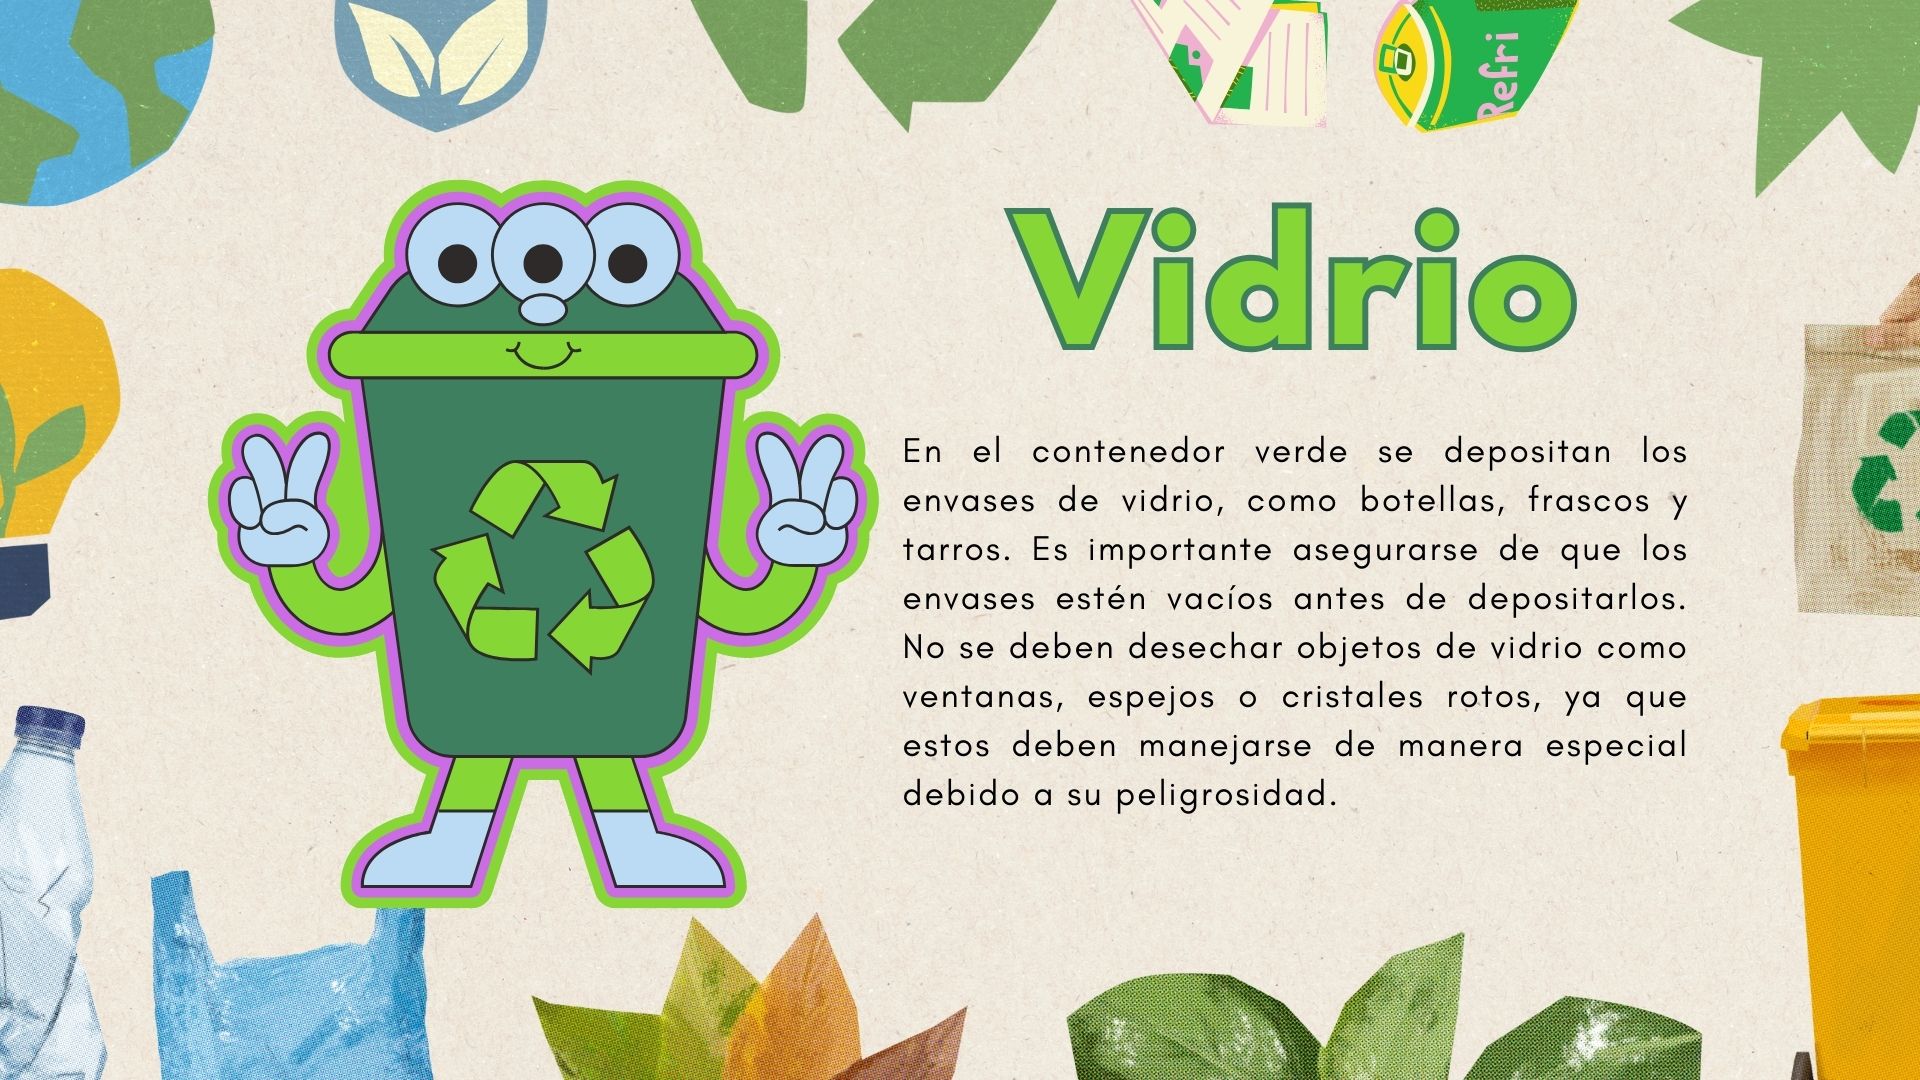 Refri
Vidrio
En el contenedor verde se depositan los
envases de vidrio, como botellas, frascos y
tarros. Es importante asegurarse de que los
envases estén vacíos antes de depositarlos.
No se deben desechar objetos de vidrio como
ventanas, espejos o cristales rotos, ya que
estos deben manejarse de manera especial
debido a su peligrosidad.